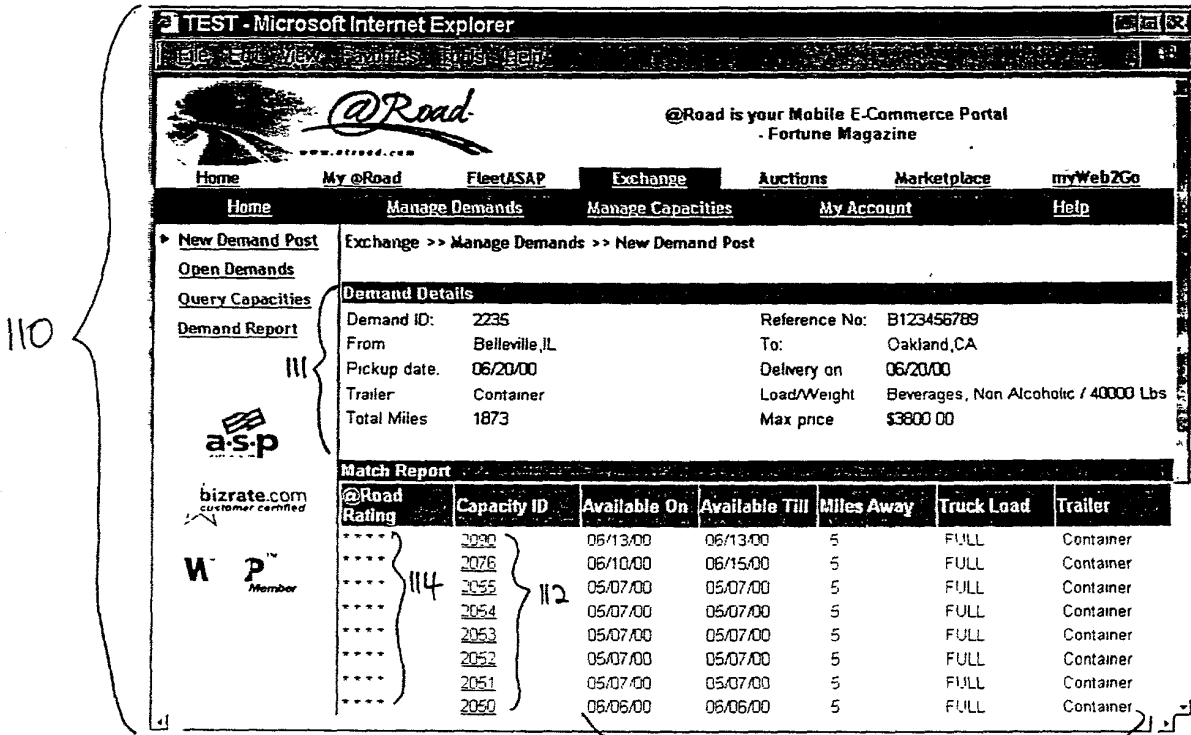 TEST - Microsoft Internet Explorer
File Edit View Favorites Tools Help
@Road
www.atroad.com
@Road is your Mobile E-Commerce Portal
- Fortune Magazine
Home My @Road FleetASAP Exchange Auctions Marketplace myWeb2Go
Home Manage Demands Manage Capacities My Account Help
New Demand Post
Open Demands
Query Capacities
Demand Report
Exchange >> Manage Demands >> New Demand Post
110
111
Demand Details
Demand ID: 2235 Reference No: B123456789
From Belleville,IL To: Oakland,CA
Pickup date. 06/20/00 Delivery on 06/20/00
Trailer Container Load/Weight Beverages, Non Alcoholic / 40000 Lbs
Total Miles 1873 Max price $3800 00
a·s·p
bizrate.com
customer certified
Member
Match Report
@Road Rating Capacity ID Available On Available Till Miles Away Truck Load Trailer
**** 2090 06/13/00 06/13/00 5 FULL Container
**** 2076 06/10/00 06/15/00 5 FULL Container
**** 2055 05/07/00 05/07/00 5 FULL Container
**** 2054 05/07/00 05/07/00 5 FULL Container
**** 2053 05/07/00 05/07/00 5 FULL Container
**** 2052 05/07/00 05/07/00 5 FULL Container
**** 2051 05/07/00 05/07/00 5 FULL Container
**** 2050 06/06/00 06/06/00 5 FULL Container
114
112